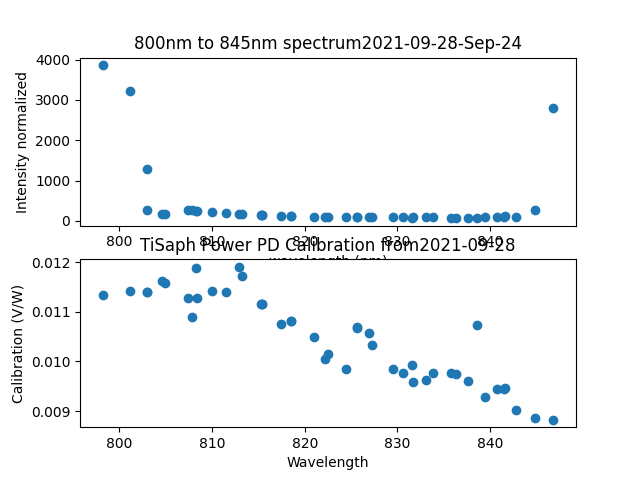 800nm to 845nm spectrum2021-09-28-Sep-24
4000
3000
2000
1000
0
Intensity normalized
800 810 820 830 840
wavelength (nm)
TiSaph Power PD Calibration from2021-09-28
0.012
0.011
0.010
0.009
Calibration (V/W)
800 810 820 830 840
Wavelength